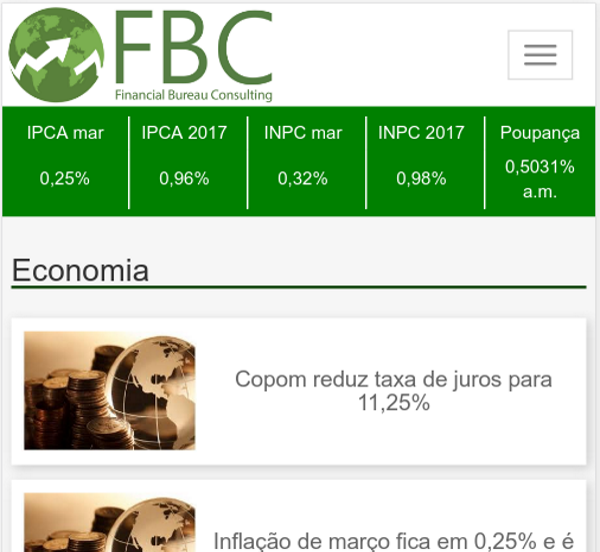 FBC
Financial Bureau Consulting
IPCA mar
0,25%
IPCA 2017
0,96%
INPC mar
0,32%
INPC 2017
0,98%
Poupança
0,5031%
a.m.
Economia
Copom reduz taxa de juros para
11,25%
Inflação de março fica em 0,25% e é